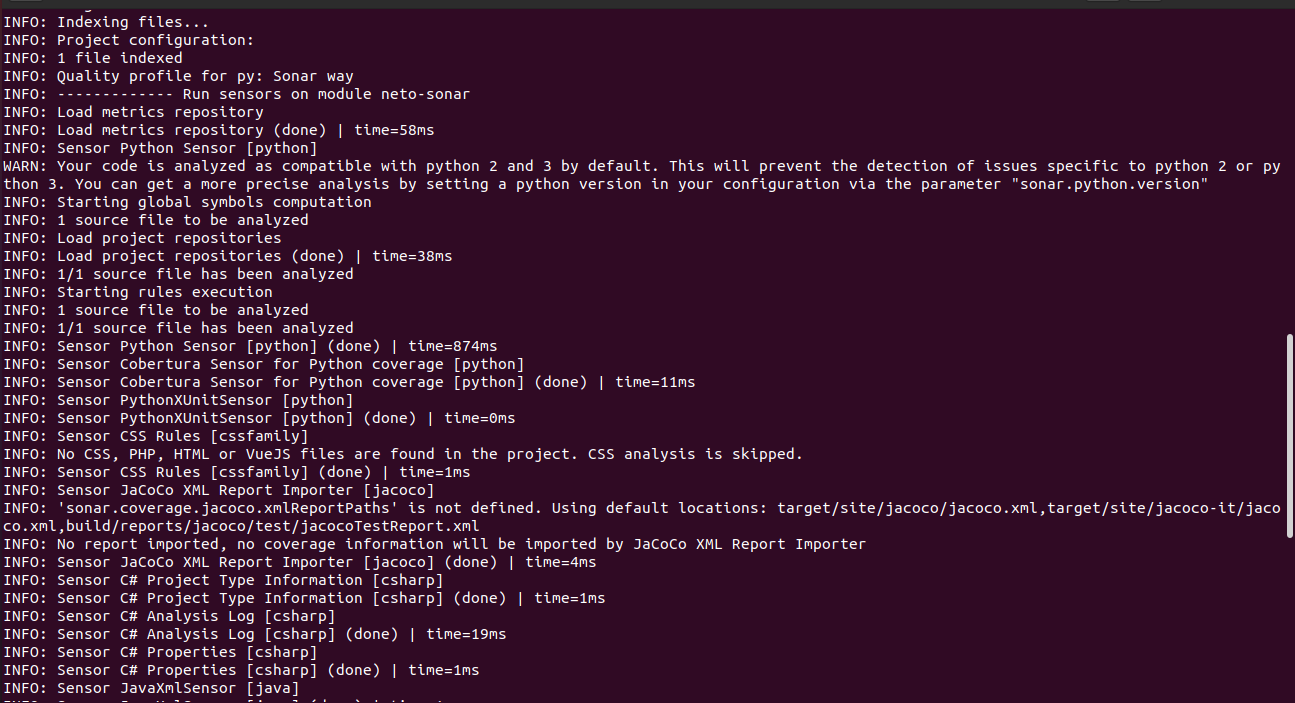 INFO: Indexing files...
INFO: Project configuration:
INFO: 1 file indexed
INFO: Quality profile for py: Sonar way
INFO: ------------- Run sensors on module neto-sonar
INFO: Load metrics repository
INFO: Load metrics repository (done) | time=58ms
INFO: Sensor Python Sensor [python]
WARN: Your code is analyzed as compatible with python 2 and 3 by default. This will prevent the detection of issues specific to python 2 or py
thon 3. You can get a more precise analysis by setting a python version in your configuration via the parameter "sonar.python.version"
INFO: Starting global symbols computation
INFO: 1 source file to be analyzed
INFO: Load project repositories
INFO: Load project repositories (done) | time=38ms
INFO: 1/1 source file has been analyzed
INFO: Starting rules execution
INFO: 1 source file to be analyzed
INFO: 1/1 source file has been analyzed
INFO: Sensor Python Sensor [python] (done) | time=874ms
INFO: Sensor Cobertura Sensor for Python coverage [python]
INFO: Sensor Cobertura Sensor for Python coverage [python] (done) | time=11ms
INFO: Sensor PythonXUnitSensor [python]
INFO: Sensor PythonXUnitSensor [python] (done) | time=0ms
INFO: Sensor CSS Rules [cssfamily]
INFO: No CSS, PHP, HTML or VueJS files are found in the project. CSS analysis is skipped.
INFO: Sensor CSS Rules [cssfamily] (done) | time=1ms
INFO: Sensor JaCoCo XML Report Importer [jacoco]
INFO: 'sonar.coverage.jacoco.xmlReportPaths' is not defined. Using default locations: target/site/jacoco/jacoco.xml,target/site/jacoco-it/jaco
co.xml,build/reports/jacoco/test/jacocoTestReport.xml
INFO: No report imported, no coverage information will be imported by JaCoCo XML Report Importer
INFO: Sensor JaCoCo XML Report Importer [jacoco] (done) | time=4ms
INFO: Sensor C# Project Type Information [csharp]
INFO: Sensor C# Project Type Information [csharp] (done) | time=1ms
INFO: Sensor C# Analysis Log [csharp]
INFO: Sensor C# Analysis Log [csharp] (done) | time=19ms
INFO: Sensor C# Properties [csharp]
INFO: Sensor C# Properties [csharp] (done) | time=1ms
INFO: Sensor JavaXmlSensor [java]